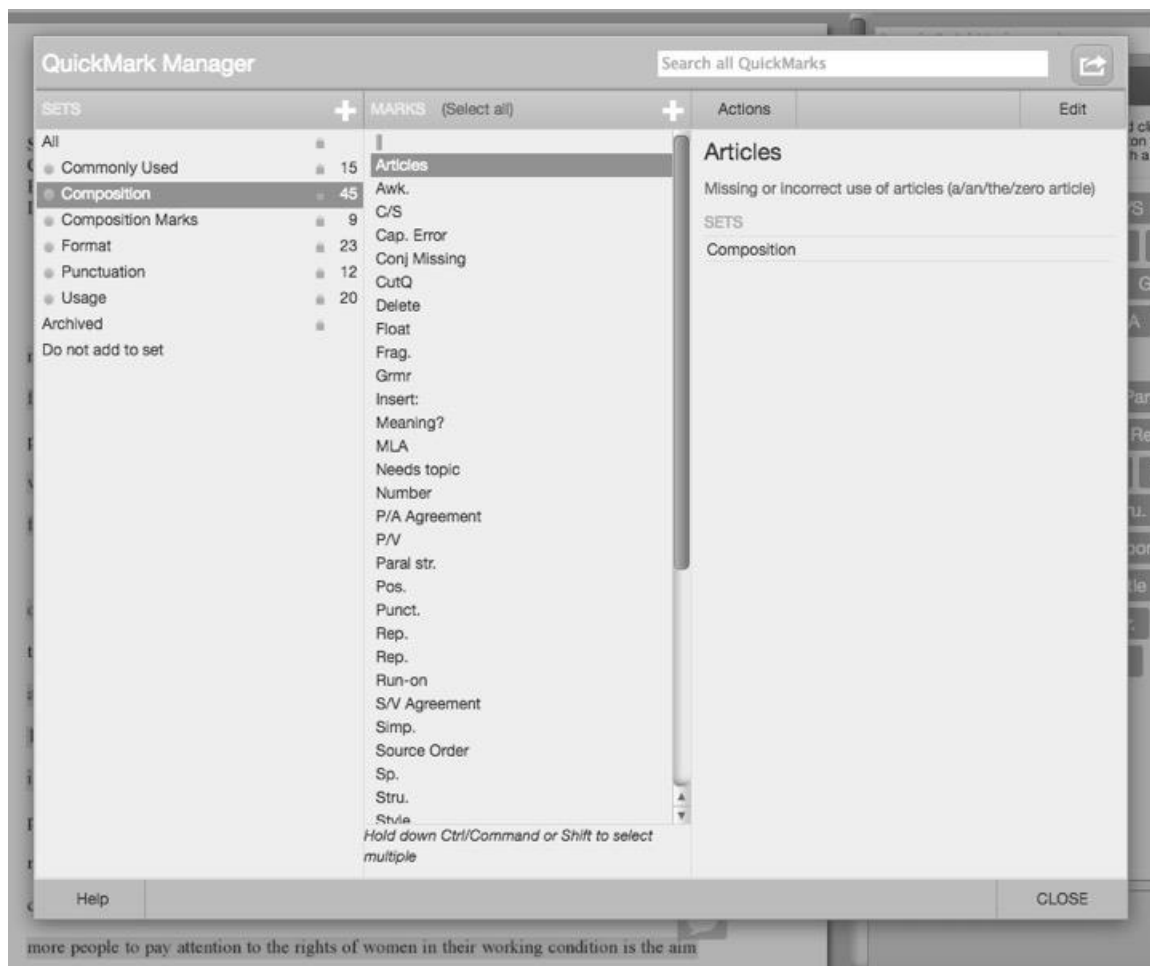 QuickMark Manager
Search all QuickMarks
SETS
MARKS (Select all)
Actions
Edit
All
Commonly Used 15
Composition 45
Composition Marks 9
Format 23
Punctuation 12
Usage 20
Archived
Do not add to set
Articles
Awk.
C/S
Cap. Error
Conj Missing
CutQ
Delete
Float
Frag.
Grmr
Insert:
Meaning?
MLA
Needs topic
Number
P/A Agreement
P/V
Paral str.
Pos.
Punct.
Rep.
Rep.
Run-on
S/V Agreement
Simp.
Source Order
Sp.
Stru.
Style
Hold down Ctrl/Command or Shift to select
multiple
Articles
Missing or incorrect use of articles (a/an/the/zero article)
SETS
Composition
Help
CLOSE
more people to pay attention to the rights of women in their working condition is the aim